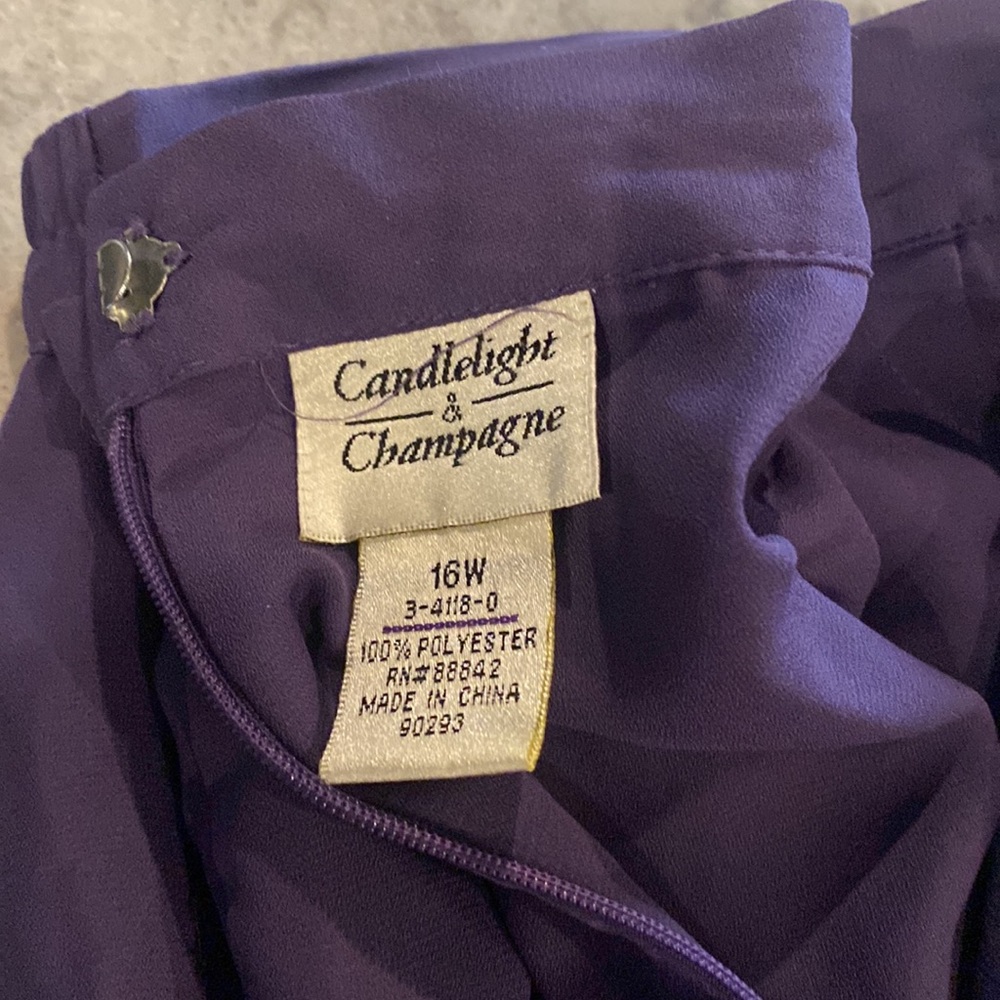 Candlelight
&
Champagne
16W
3-4118-0
100% POLYESTER
RN#88842
MADE IN CHINA
90293